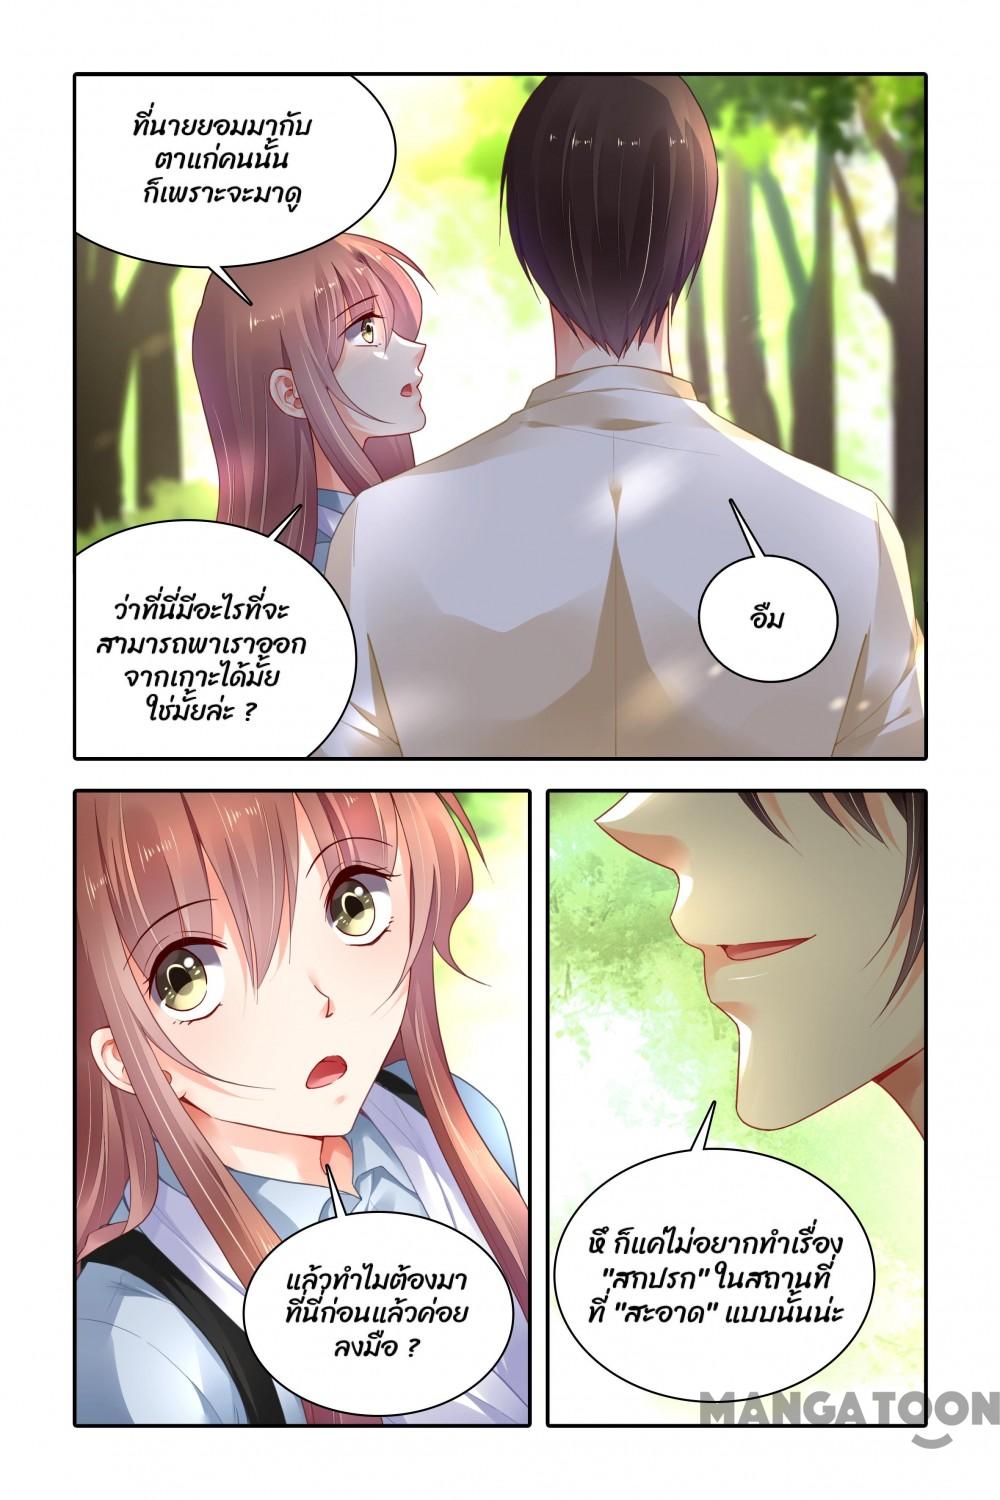 ที่นายยอมมากับ
ตาแก่คนนั้น
ก็เพราะจะมาดู
ว่าที่นี่มีอะไรที่จะ
สามารถพาเราออก
จากเกาะได้มั้ย
ใช่มั้ยล่ะ ?
อืม
แล้วทำไมต้องมา
ที่นี่ก่อนแล้วค่อย
ลงมือ ?
หึ ก็แค่ไม่อยากทำเรื่อง
"สกปรก" ในสถานที่
ที่ "สะอาด" แบบนั้นน่ะ
MANGATOON